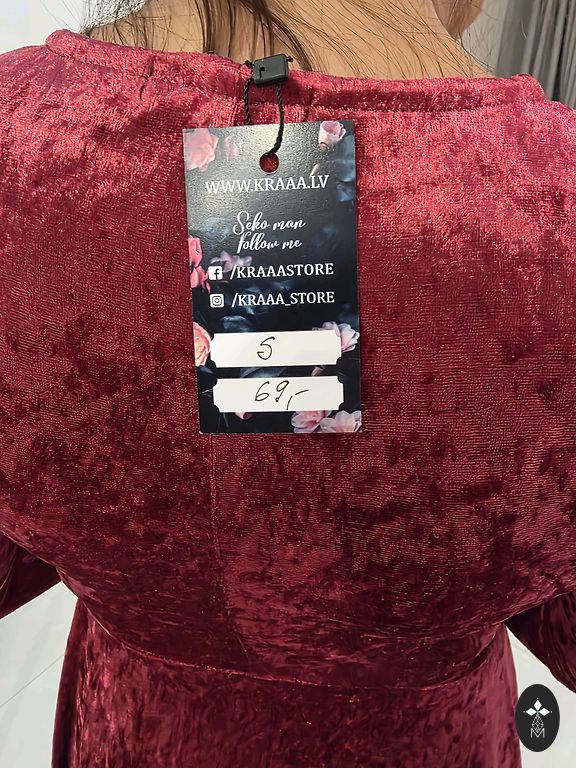 WWW.KRAAA.LV
Seko man
follow me
/KRAAASTORE
/KRAAA_STORE
S
69,-
M